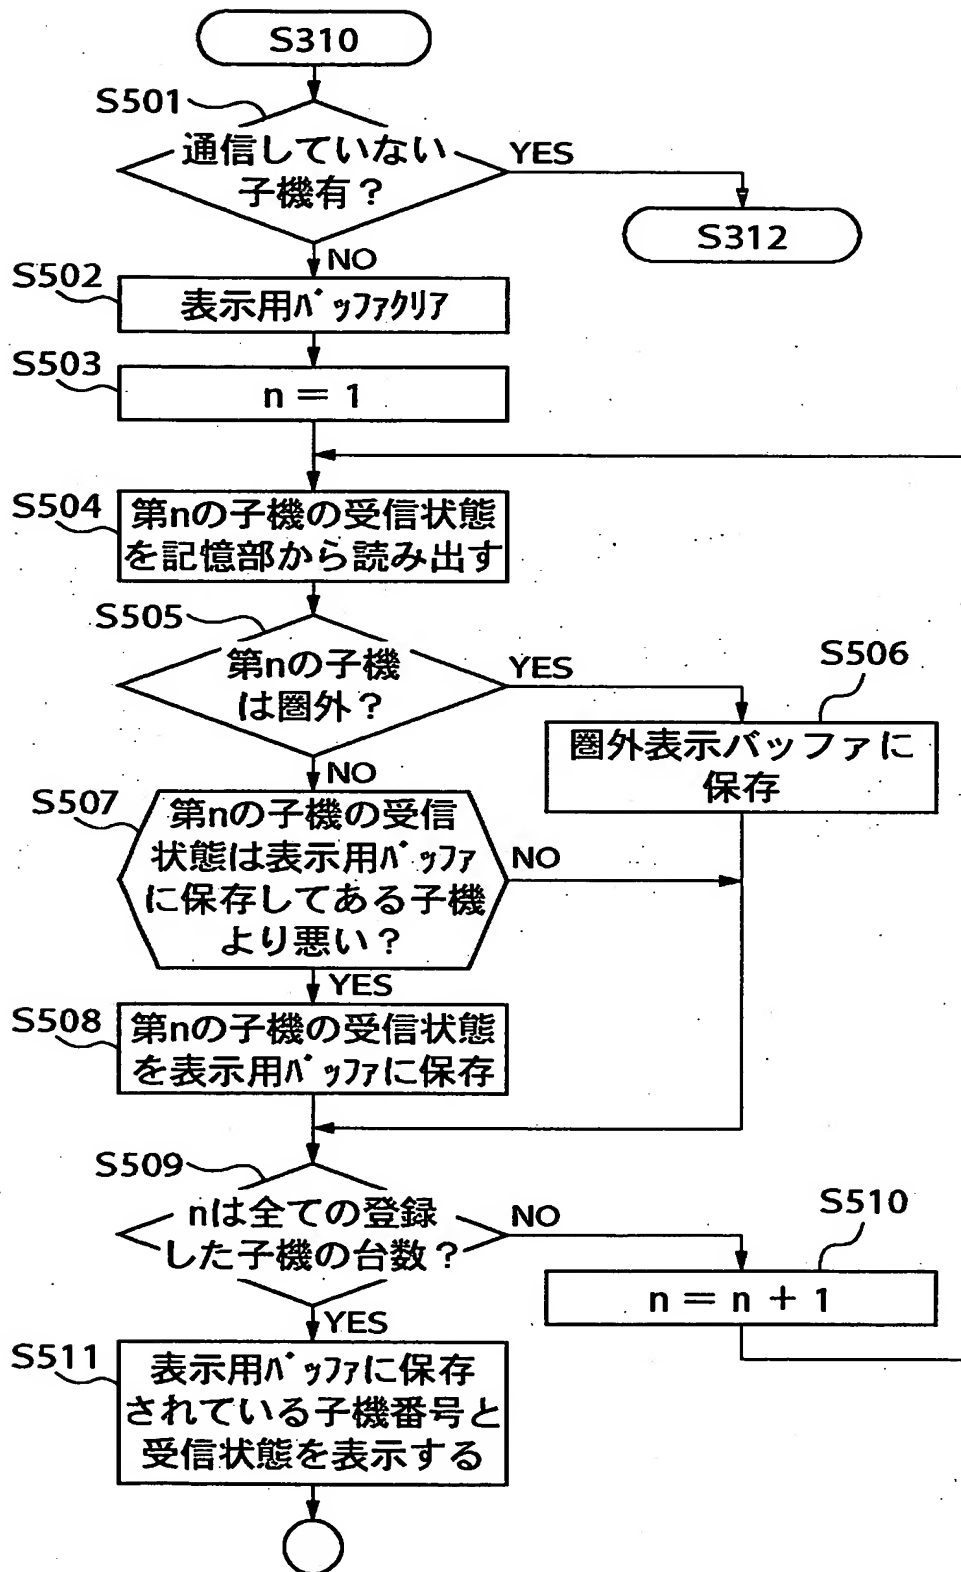 S310
S501
通信していない
子機有？
YES
S312
NO
S502
表示用ﾊﾞｯﾌｧｸﾘｱ
S503
n = 1
S504
第nの子機の受信状態
を記憶部から読み出す
S505
第nの子機
は圏外？
YES
S506
圏外表示バッファに
保存
NO
S507
第nの子機の受信
状態は表示用ﾊﾞｯﾌｧ
に保存してある子機
より悪い？
NO
YES
S508
第nの子機の受信状態
を表示用ﾊﾞｯﾌｧに保存
S509
nは全ての登録
した子機の台数？
NO
S510
n = n + 1
YES
S511
表示用ﾊﾞｯﾌｧに保存
されている子機番号と
受信状態を表示する